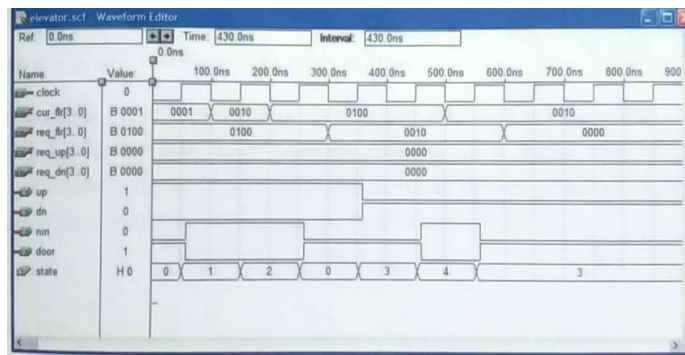 elevator.scf - Waveform Editor
Ref: 0.0ns Time: 430.0ns Interval: 430.0ns
0.0ns
Name: Value: 100.0ns 200.0ns 300.0ns 400.0ns 500.0ns 600.0ns 700.0ns 800.0ns 900
clock 0
cur_flr[3..0] B 0001 0001 0010 0100 0010
req_flr[3..0] B 0100 0100 0010 0000
req_up[3..0] B 0000 0000
req_dn[3..0] B 0000 0000
up 1
dn 0
run 0
door 1
state H 0 0 1 2 0 3 4 3